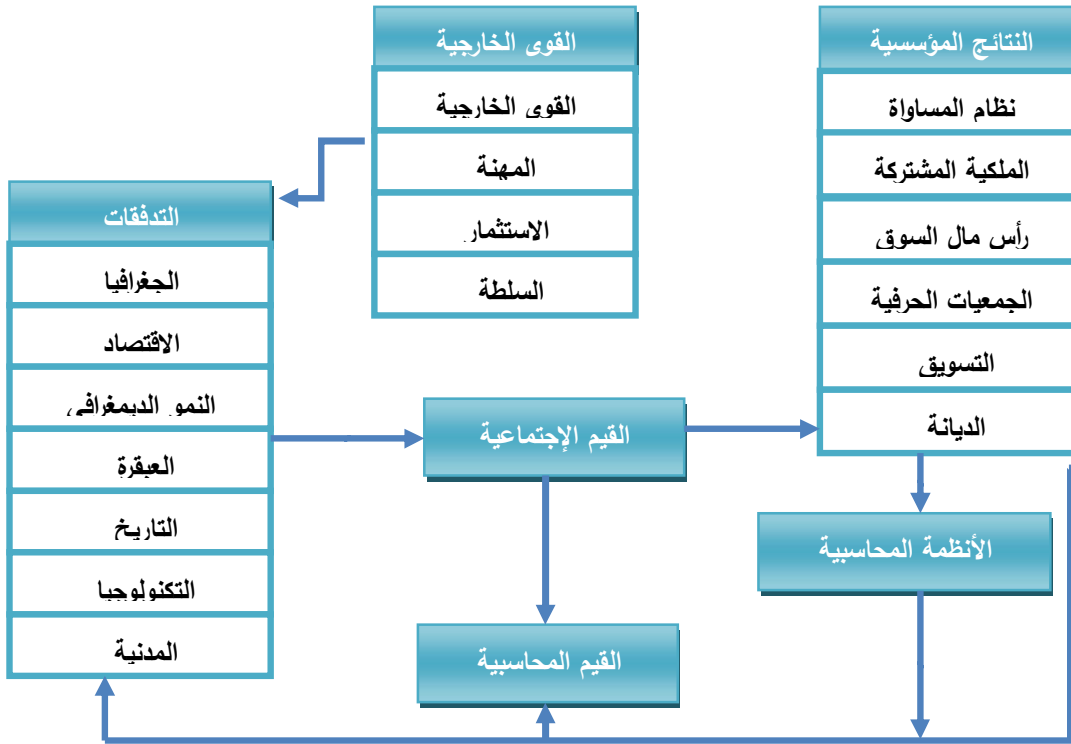 النتائج المؤسسية
نظام المساواة
الملكية المشتركة
رأس مال السوق
الجمعيات الحرفية
التسويق
الديانة
القوى الخارجية
القوى الخارجية
المهنة
الاستثمار
السلطة
التدفقات
الجغرافيا
الاقتصاد
النمو الديمغرافي
العبقرة
التاريخ
التكنولوجيا
المدنية
القيم الإجتماعية
الأنظمة المحاسبية
القيم المحاسبية